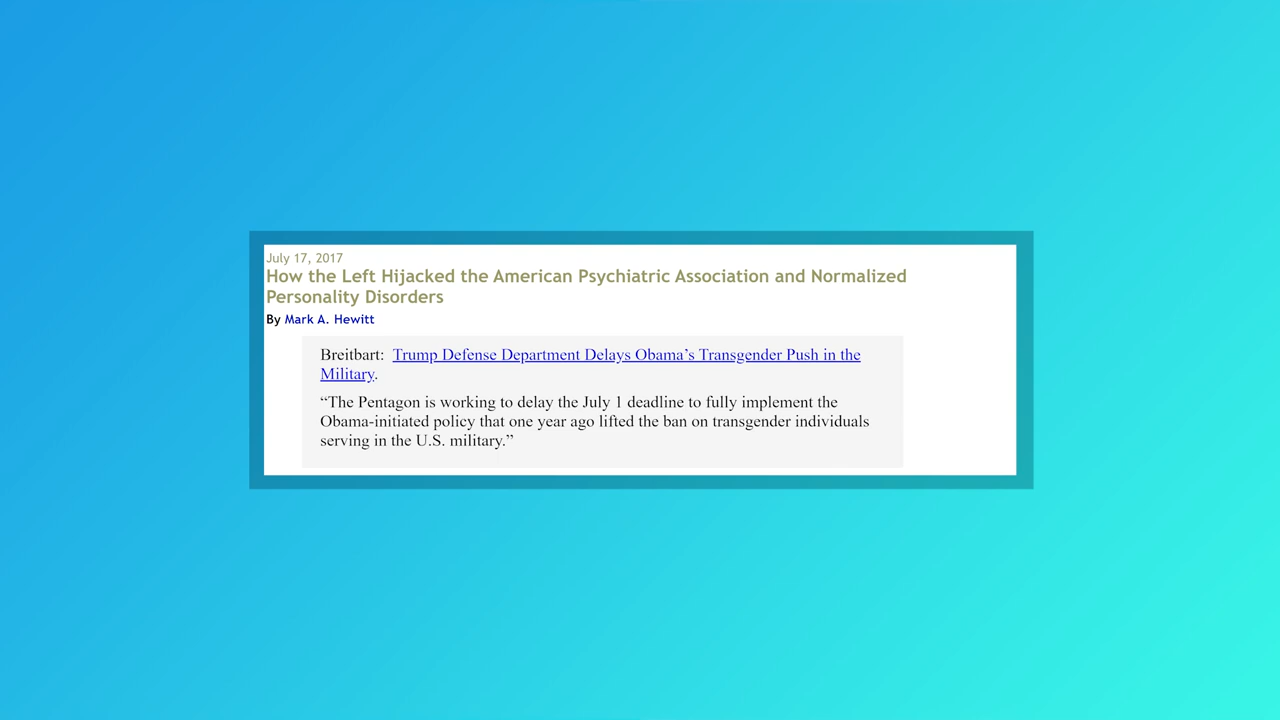 July 17, 2017
How the Left Hijacked the American Psychiatric Association and Normalized
Personality Disorders
By Mark A. Hewitt
Breitbart: Trump Defense Department Delays Obama’s Transgender Push in the
Military.
“The Pentagon is working to delay the July 1 deadline to fully implement the
Obama-initiated policy that one year ago lifted the ban on transgender individuals
serving in the U.S. military.”